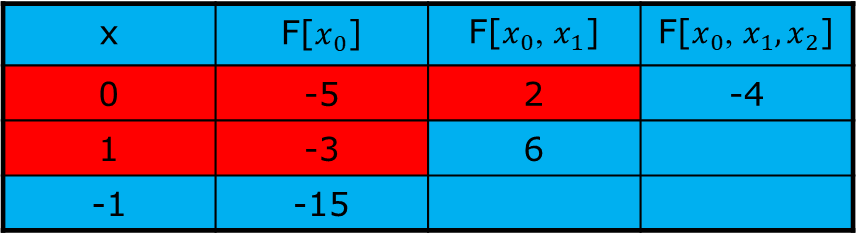 x F[𝑥₀] F[𝑥₀, 𝑥₁] F[𝑥₀, 𝑥₁,𝑥₂]
0 -5 2 -4
1 -3 6
-1 -15